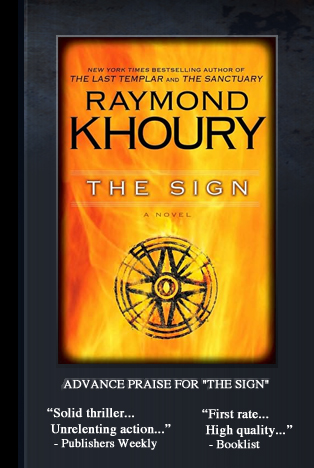 NEW YORK TIMES BESTSELLING AUTHOR OF
THE LAST TEMPLAR AND THE SANCTUARY
RAYMOND
KHOURY
THE SIGN
A NOVEL
ADVANCE PRAISE FOR "THE SIGN"
“Solid thriller...
Unrelenting action...”
- Publishers Weekly
“First rate...
High quality...”
- Booklist